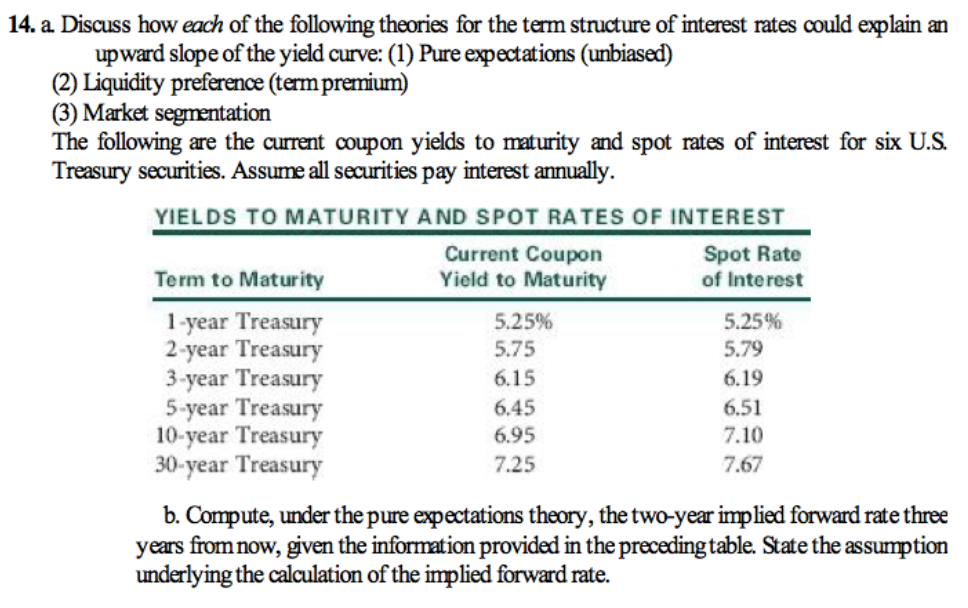 14. a. Discuss how each of the following theories for the term structure of interest rates could explain an
upward slope of the yield curve: (1) Pure expectations (unbiased)
(2) Liquidity preference (term premium)
(3) Market segmentation
The following are the current coupon yields to maturity and spot rates of interest for six U.S.
Treasury securities. Assume all securities pay interest annually.
YIELDS TO MATURITY AND SPOT RATES OF INTEREST
Current Coupon Spot Rate
Term to Maturity Yield to Maturity of Interest
1-year Treasury 5.25% 5.25%
2-year Treasury 5.75 5.79
3-year Treasury 6.15 6.19
5-year Treasury 6.45 6.51
10-year Treasury 6.95 7.10
30-year Treasury 7.25 7.67
b. Compute, under the pure expectations theory, the two-year implied forward rate three
years from now, given the information provided in the preceding table. State the assumption
underlying the calculation of the implied forward rate.